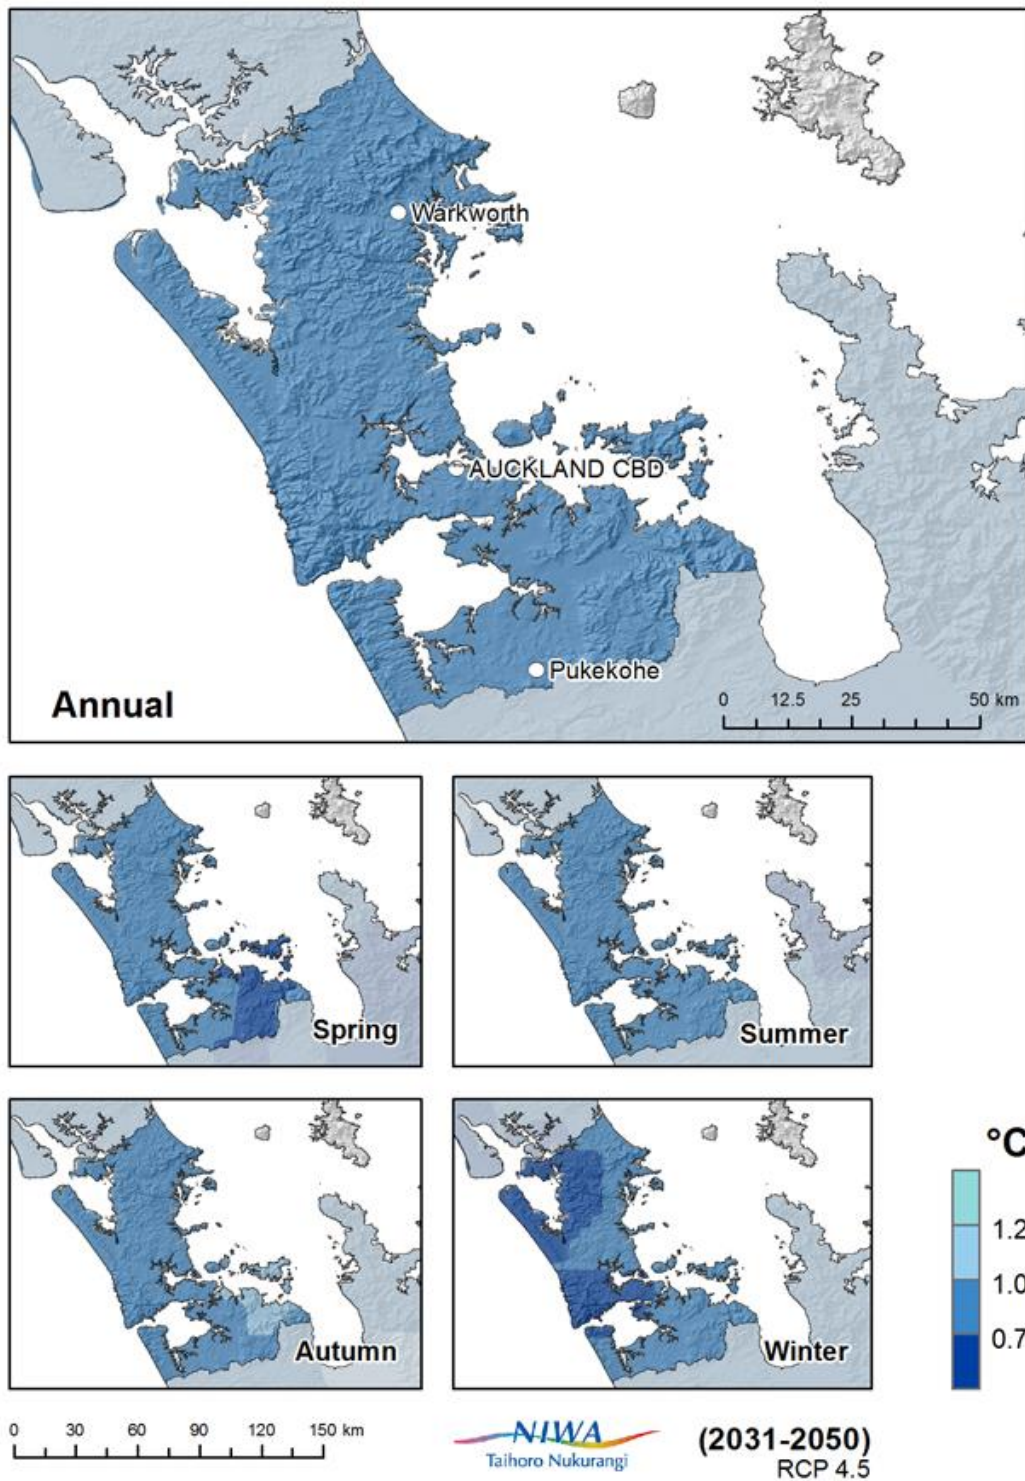 Warkworth
AUCKLAND CBD
Pukekohe
Annual
0 12.5 25 50 km
Spring
Summer
Autumn
Winter
°C
1.2
1.0
0.7
0 30 60 90 120 150 km
NIWA
Taihoro Nukurangi
(2031-2050)
RCP 4.5